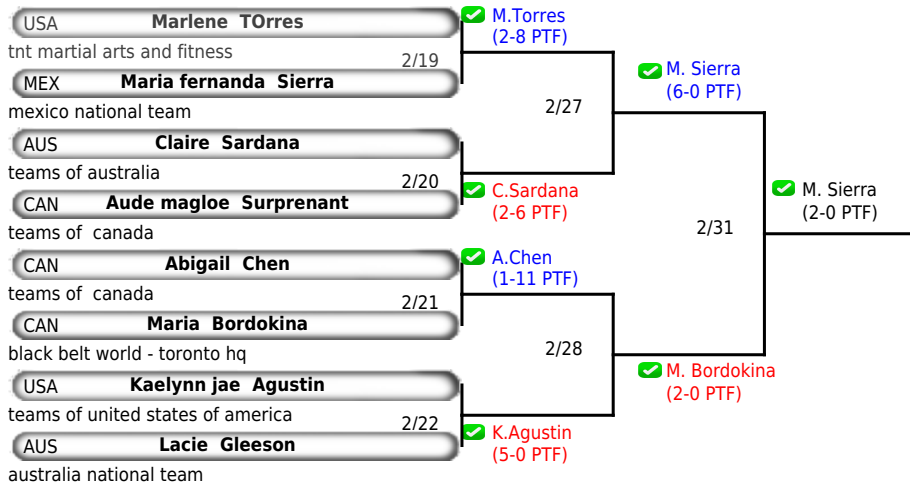 USA Marlene TOrres
tnt martial arts and fitness
2/19
MEX Maria fernanda Sierra
mexico national team
AUS Claire Sardana
teams of australia
2/20
CAN Aude magloe Surprenant
teams of canada
CAN Abigail Chen
teams of canada
2/21
CAN Maria Bordokina
black belt world - toronto hq
USA Kaelynn jae Agustin
teams of united states of america
2/22
AUS Lacie Gleeson
australia national team
M.Torres
(2-8 PTF)
2/27
C.Sardana
(2-6 PTF)
A.Chen
(1-11 PTF)
2/28
K.Agustin
(5-0 PTF)
M. Sierra
(6-0 PTF)
2/31
M. Bordokina
(2-0 PTF)
M. Sierra
(2-0 PTF)